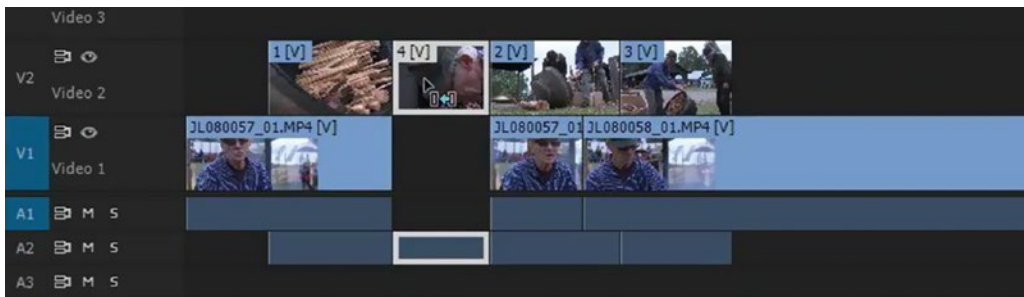 Video 3
1 [V] 4 [V] 2 [V] 3 [V]
V2
Video 2
JL080057_01.MP4 [V] JL080057_01 JL080058_01.MP4 [V]
V1
Video 1
A1 M S
A2 M S
A3 M S